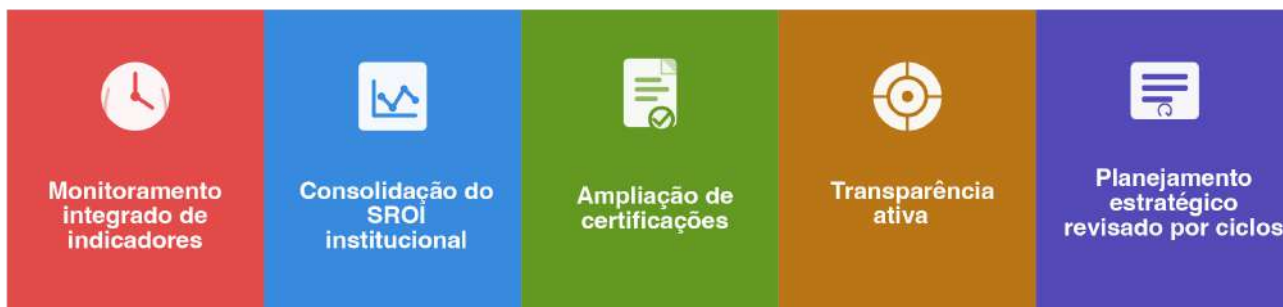 Monitoramento
integrado de
indicadores
Consolidação do
SROI
institucional
Ampliação de
certificações
Transparência
ativa
Planejamento
estratégico
revisado por ciclos